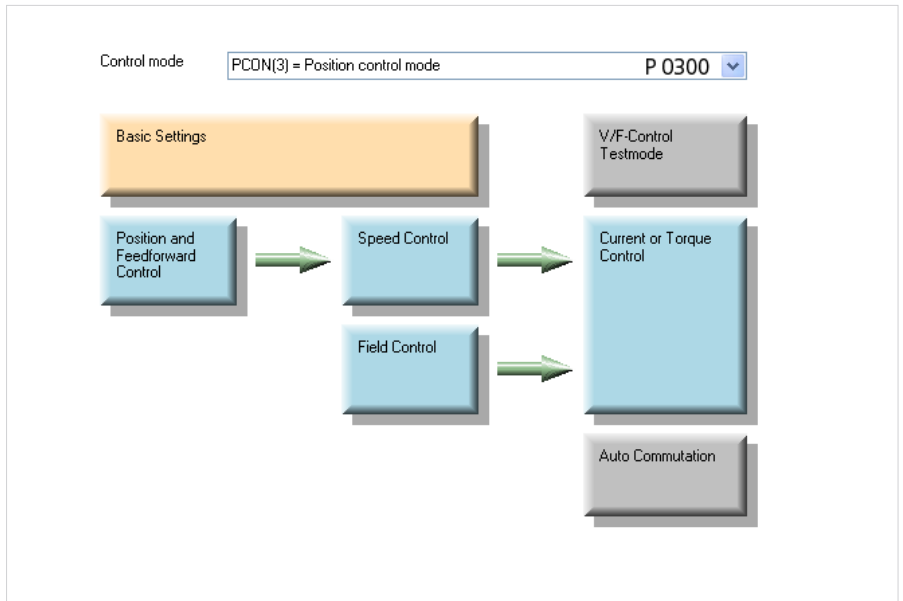 Control mode
PCON(3) = Position control mode P 0300
Basic Settings
V/F-Control
Testmode
Position and
Feedforward
Control
Speed Control
Current or Torque
Control
Field Control
Auto Commutation